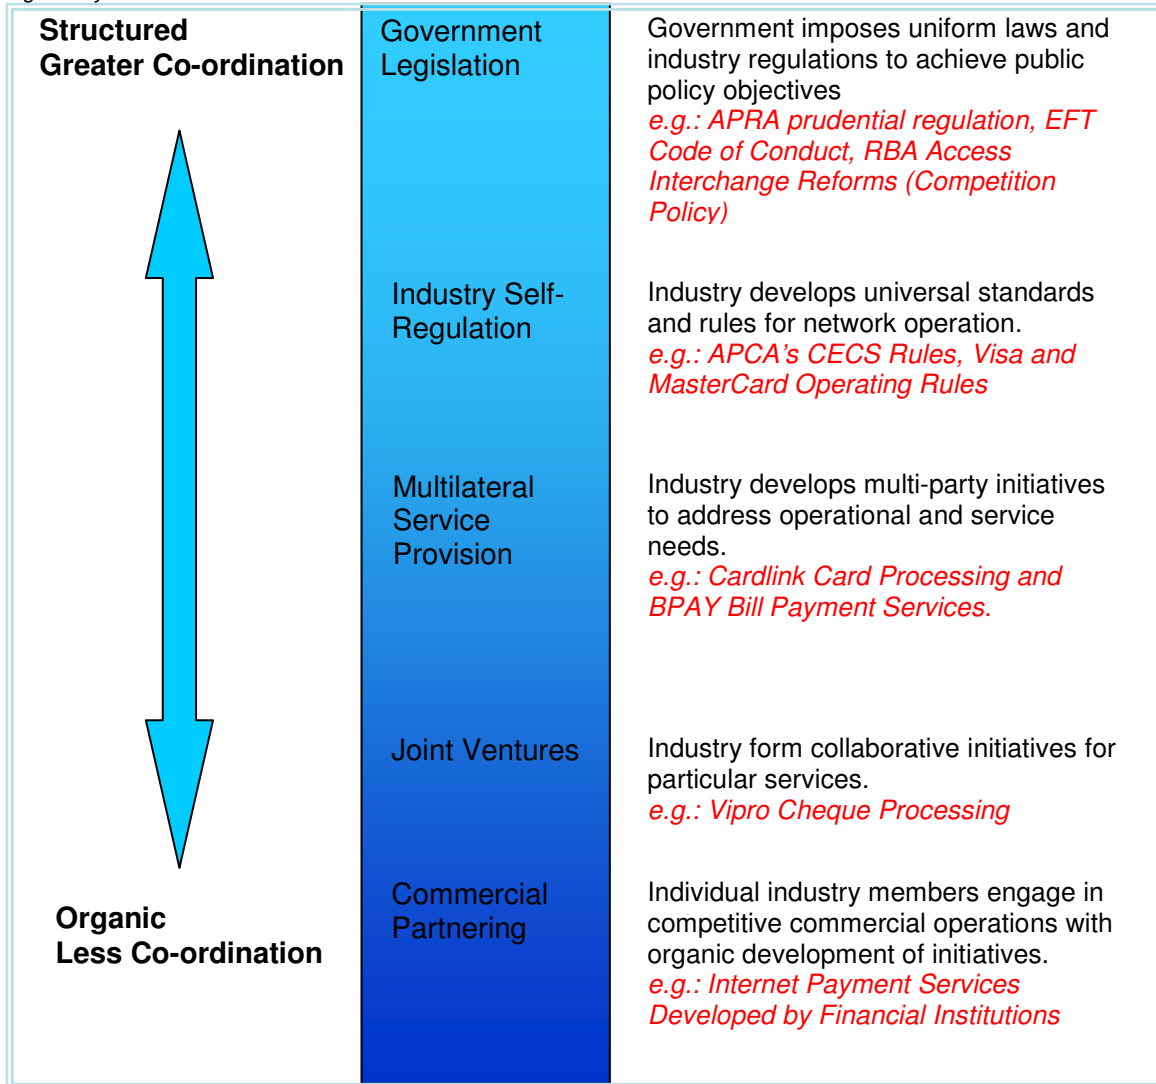 Structured
Greater Co-ordination
Government
Legislation
Government imposes uniform laws and
industry regulations to achieve public
policy objectives
e.g.: APRA prudential regulation, EFT
Code of Conduct, RBA Access
Interchange Reforms (Competition
Policy)
Industry Self-
Regulation
Industry develops universal standards
and rules for network operation.
e.g.: APCA's CECS Rules, Visa and
MasterCard Operating Rules
Multilateral
Service
Provision
Industry develops multi-party initiatives
to address operational and service
needs.
e.g.: Cardlink Card Processing and
BPAY Bill Payment Services.
Joint Ventures
Industry form collaborative initiatives for
particular services.
e.g.: Vipro Cheque Processing
Organic
Less Co-ordination
Commercial
Partnering
Individual industry members engage in
competitive commercial operations with
organic development of initiatives.
e.g.: Internet Payment Services
Developed by Financial Institutions